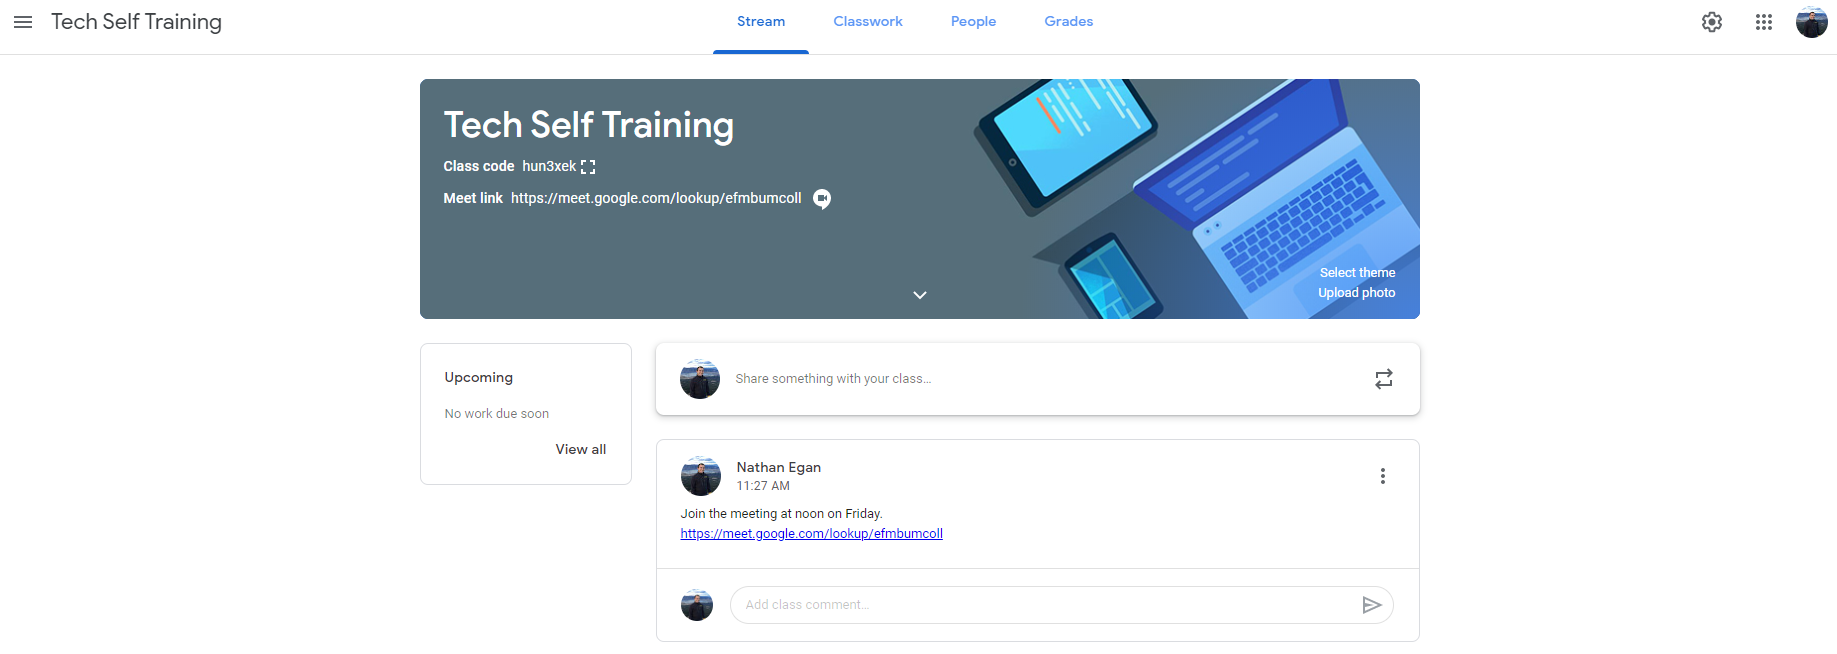 Tech Self Training
Stream
Classwork
People
Grades
Tech Self Training
Class code hun3xek
Meet link https://meet.google.com/lookup/efmbumcoll
Select theme
Upload photo
Upcoming
No work due soon
View all
Share something with your class...
Nathan Egan
11:27 AM
Join the meeting at noon on Friday.
https://meet.google.com/lookup/efmbumcoll
Add class comment...